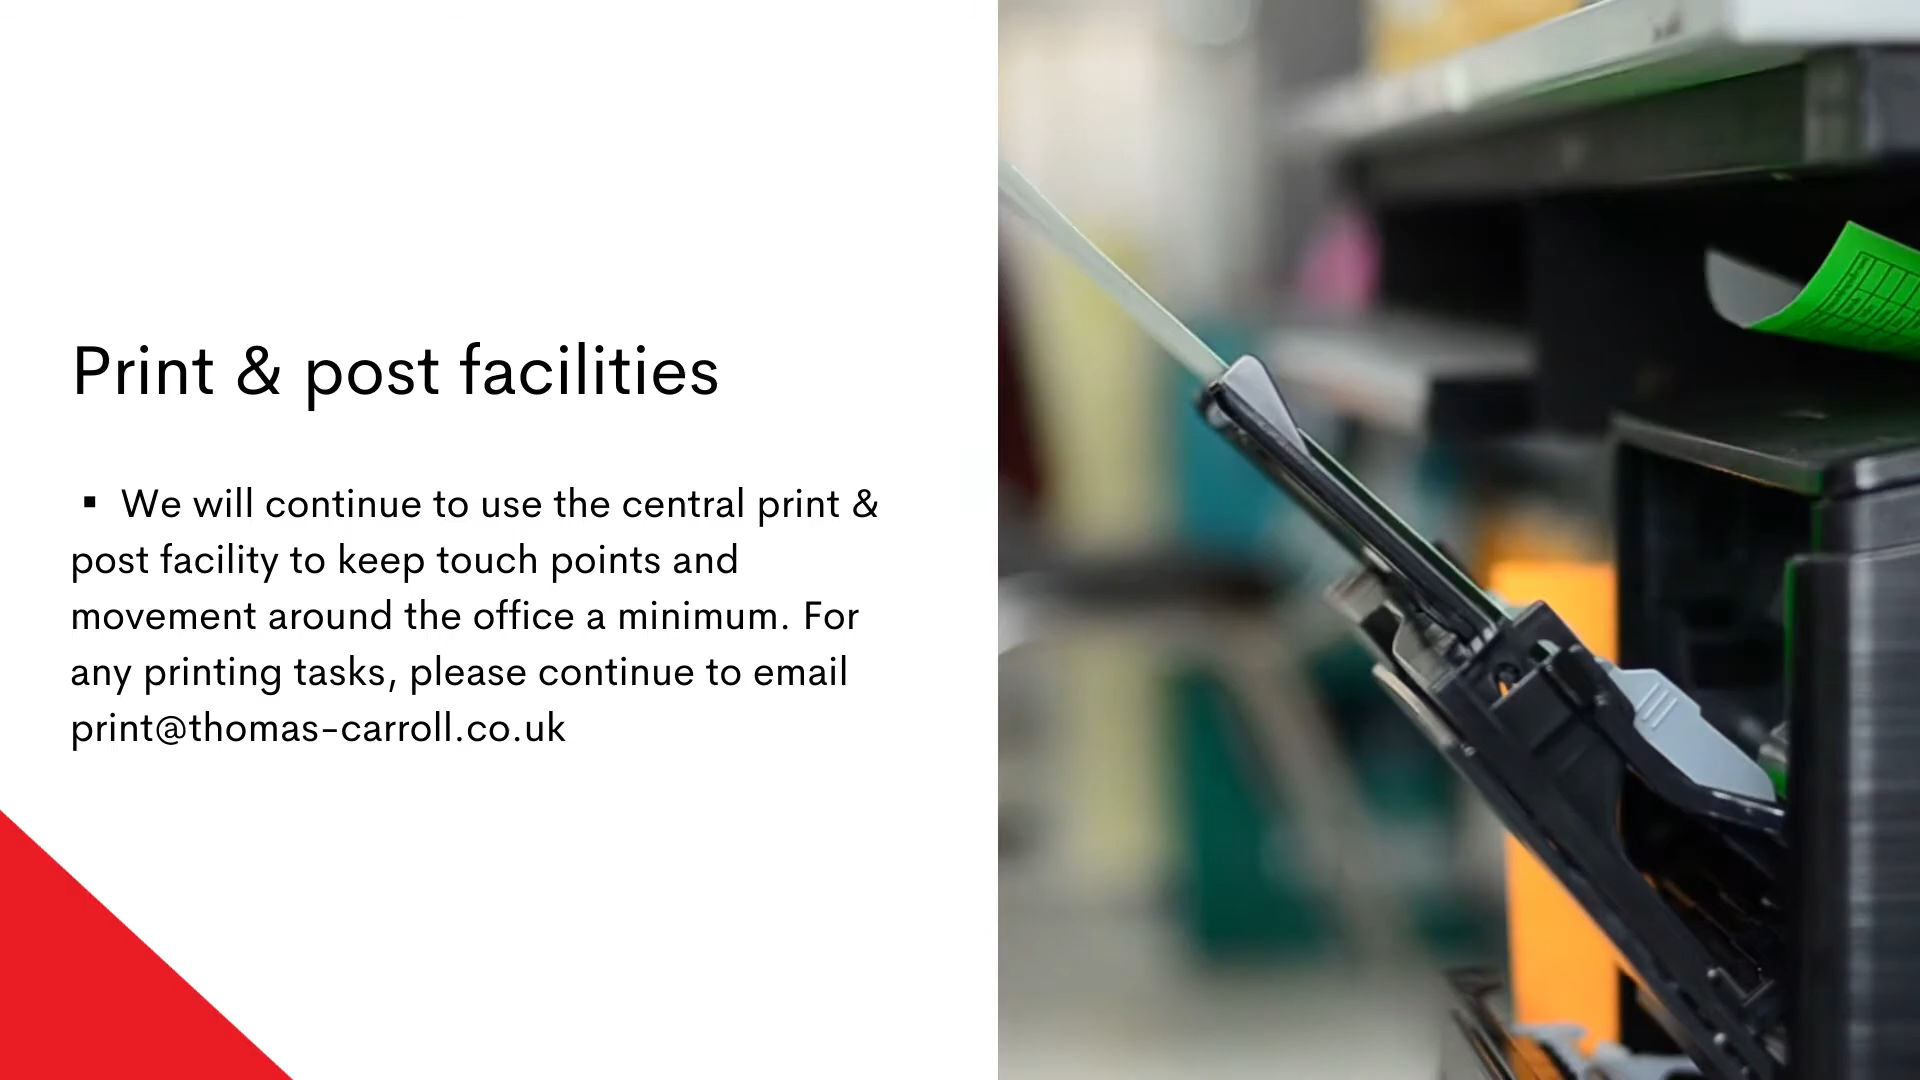 Print & post facilities
▪ We will continue to use the central print &
post facility to keep touch points and
movement around the office a minimum. For
any printing tasks, please continue to email
print@thomas-carroll.co.uk